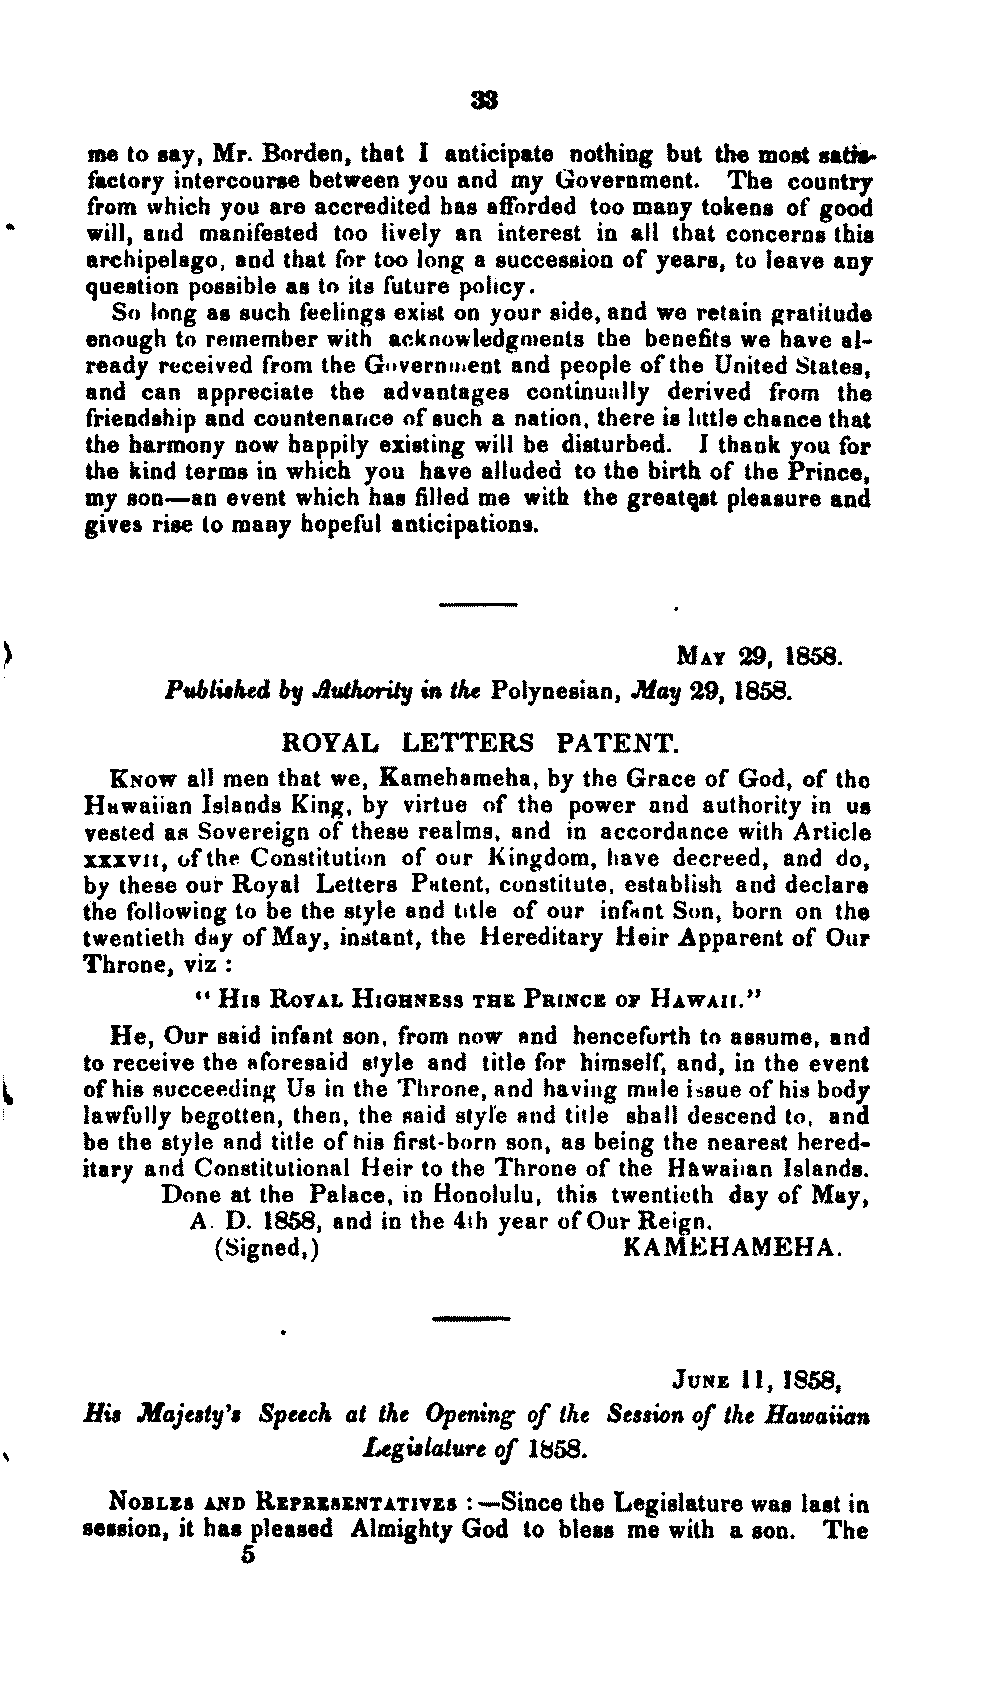 33
me to say, Mr. Borden, that I anticipate nothing but the most satis-
factory intercourse between you and my Government. The country
from which you are accredited has afforded too many tokens of good
will, and manifested too lively an interest in all that concerns this
archipelago, and that for too long a succession of years, to leave any
question possible as to its future policy.
So long as such feelings exist on your side, and we retain gratitude
enough to remember with acknowledgments the benefits we have al-
ready received from the Government and people of the United States,
and can appreciate the advantages continually derived from the
friendship and countenance of such a nation, there is little chance that
the harmony now happily existing will be disturbed. I thank you for
the kind terms in which you have alluded to the birth of the Prince,
my son—an event which has filled me with the greatest pleasure and
gives rise to many hopeful anticipations.
MAY 29, 1858.
Published by Authority in the Polynesian, May 29, 1858.
ROYAL LETTERS PATENT.
KNOW all men that we, Kamehameha, by the Grace of God, of the
Hawaiian Islands King, by virtue of the power and authority in us
vested as Sovereign of these realms, and in accordance with Article
XXXVII, of the Constitution of our Kingdom, have decreed, and do,
by these our Royal Letters Patent, constitute, establish and declare
the following to be the style and title of our infant Son, born on the
twentieth day of May, instant, the Hereditary Heir Apparent of Our
Throne, viz :
" HIS ROYAL HIGHNESS THE PRINCE OF HAWAII."
He, Our said infant son, from now and henceforth to assume, and
to receive the aforesaid style and title for himself, and, in the event
of his succeeding Us in the Throne, and having male issue of his body
lawfully begotten, then, the said style and title shall descend to, and
be the style and title of his first-born son, as being the nearest hered-
itary and Constitutional Heir to the Throne of the Hawaiian Islands.
Done at the Palace, in Honolulu, this twentieth day of May,
A. D. 1858, and in the 4th year of Our Reign.
(Signed,) KAMEHAMEHA.
JUNE 11, 1858,
His Majesty's Speech at the Opening of the Session of the Hawaiian
Legislature of 1858.
NOBLES AND REPRESENTATIVES :—Since the Legislature was last in
session, it has pleased Almighty God to bless me with a son. The
5